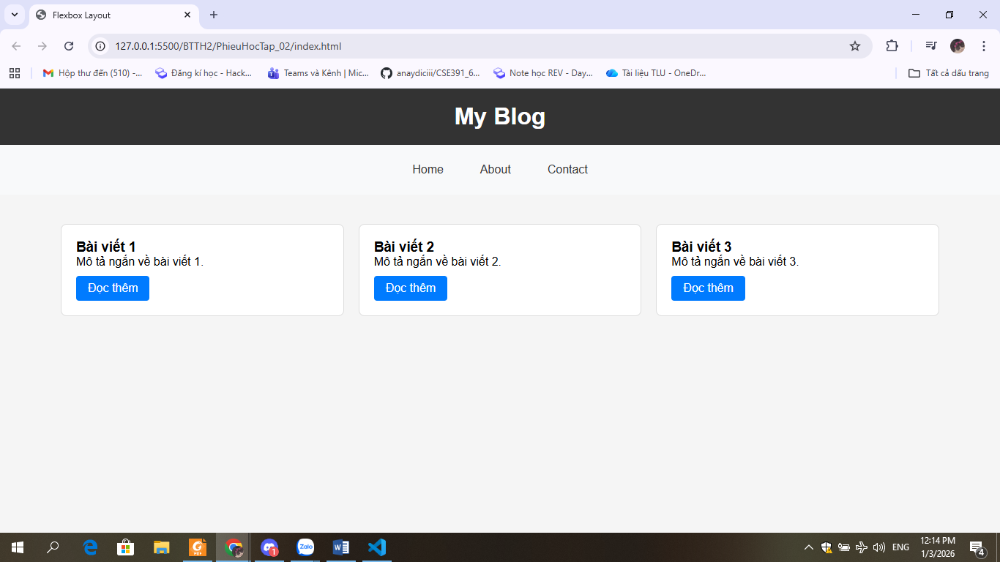 Flexbox Layout
127.0.0.1:5500/BTTH2/PhieuHocTap_02/index.html
Hộp thư đến (510) -... Đăng kí học - Hack... Teams và Kênh | Mic... anaydiciii/CSE391_6... Note học REV - Day... Tài liệu TLU - OneDr... Tất cả dấu trang
My Blog
Home About Contact
Bài viết 1
Mô tả ngắn về bài viết 1.
Đọc thêm
Bài viết 2
Mô tả ngắn về bài viết 2.
Đọc thêm
Bài viết 3
Mô tả ngắn về bài viết 3.
Đọc thêm
PDF
1
Zalo
ENG
12:14 PM
1/3/2026
4